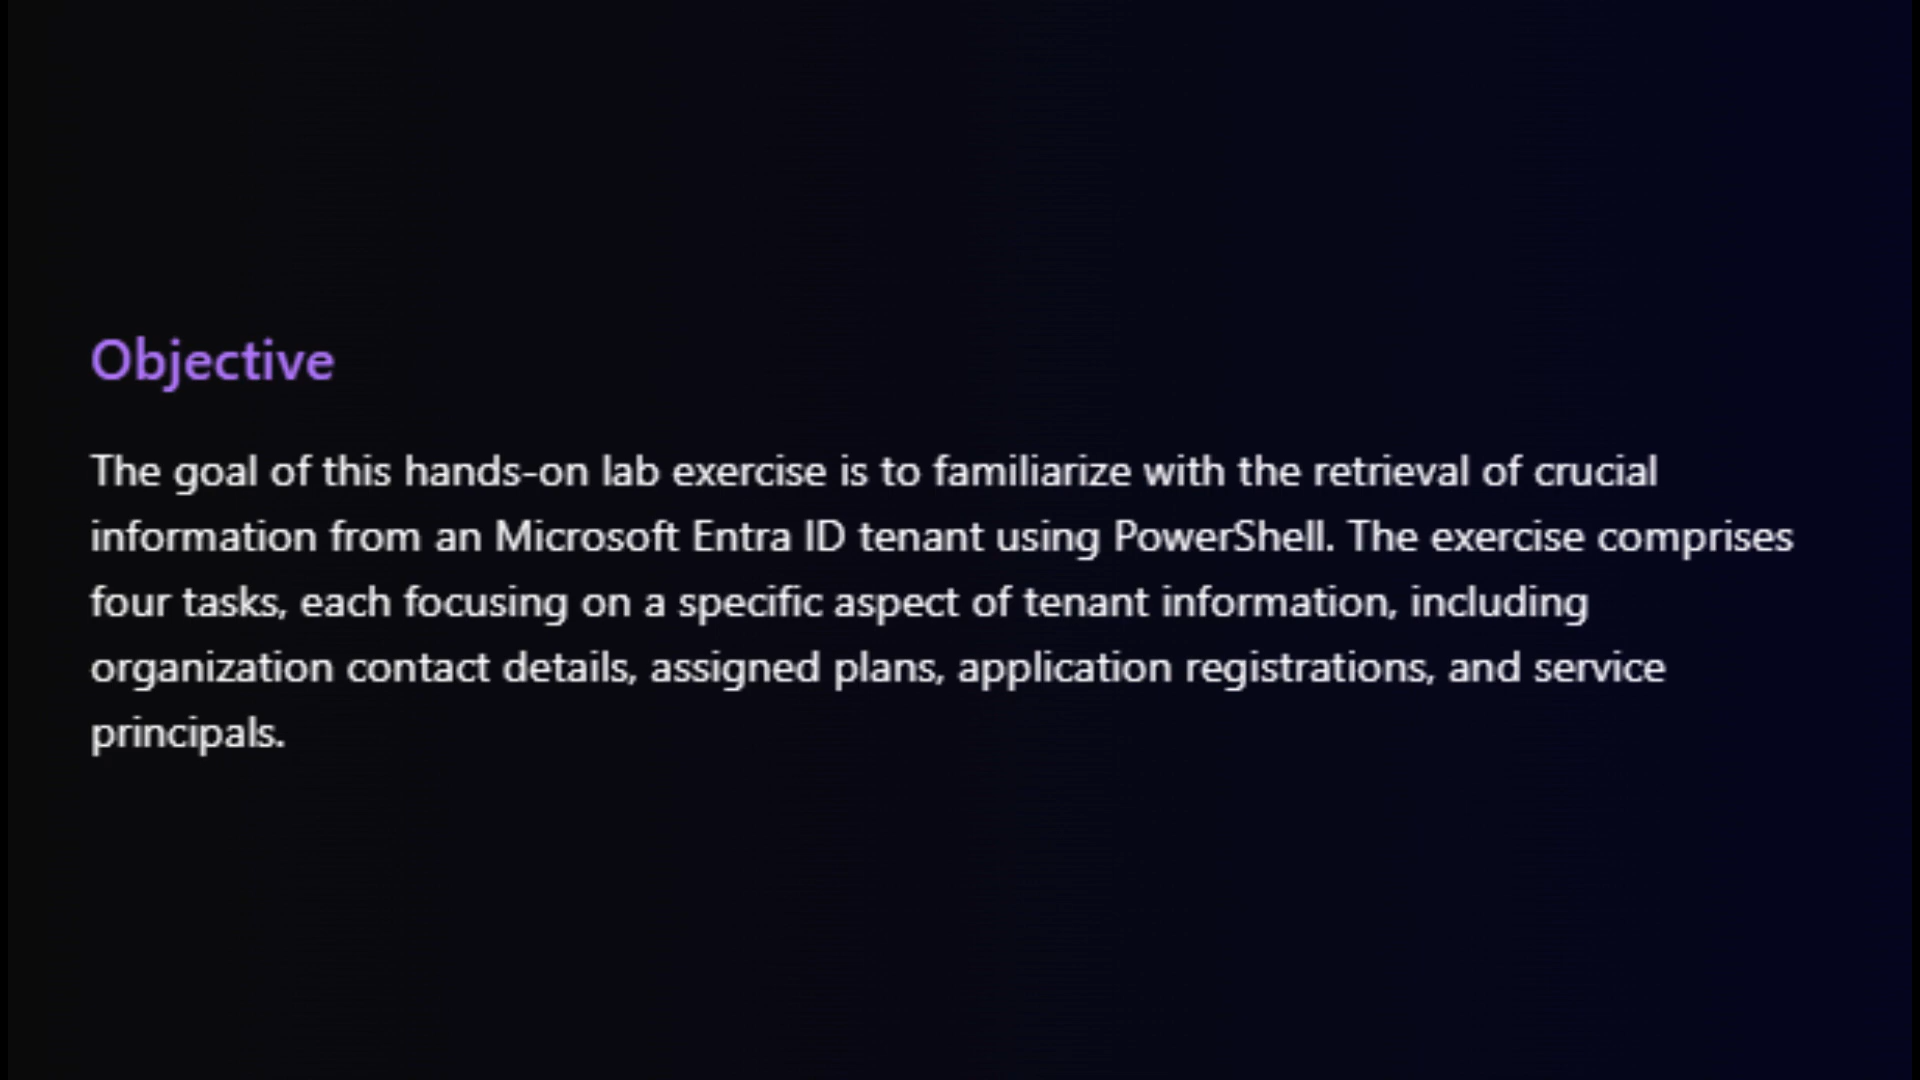 Objective
The goal of this hands-on lab exercise is to familiarize with the retrieval of crucial
information from an Microsoft Entra ID tenant using PowerShell. The exercise comprises
four tasks, each focusing on a specific aspect of tenant information, including
organization contact details, assigned plans, application registrations, and service
principals.